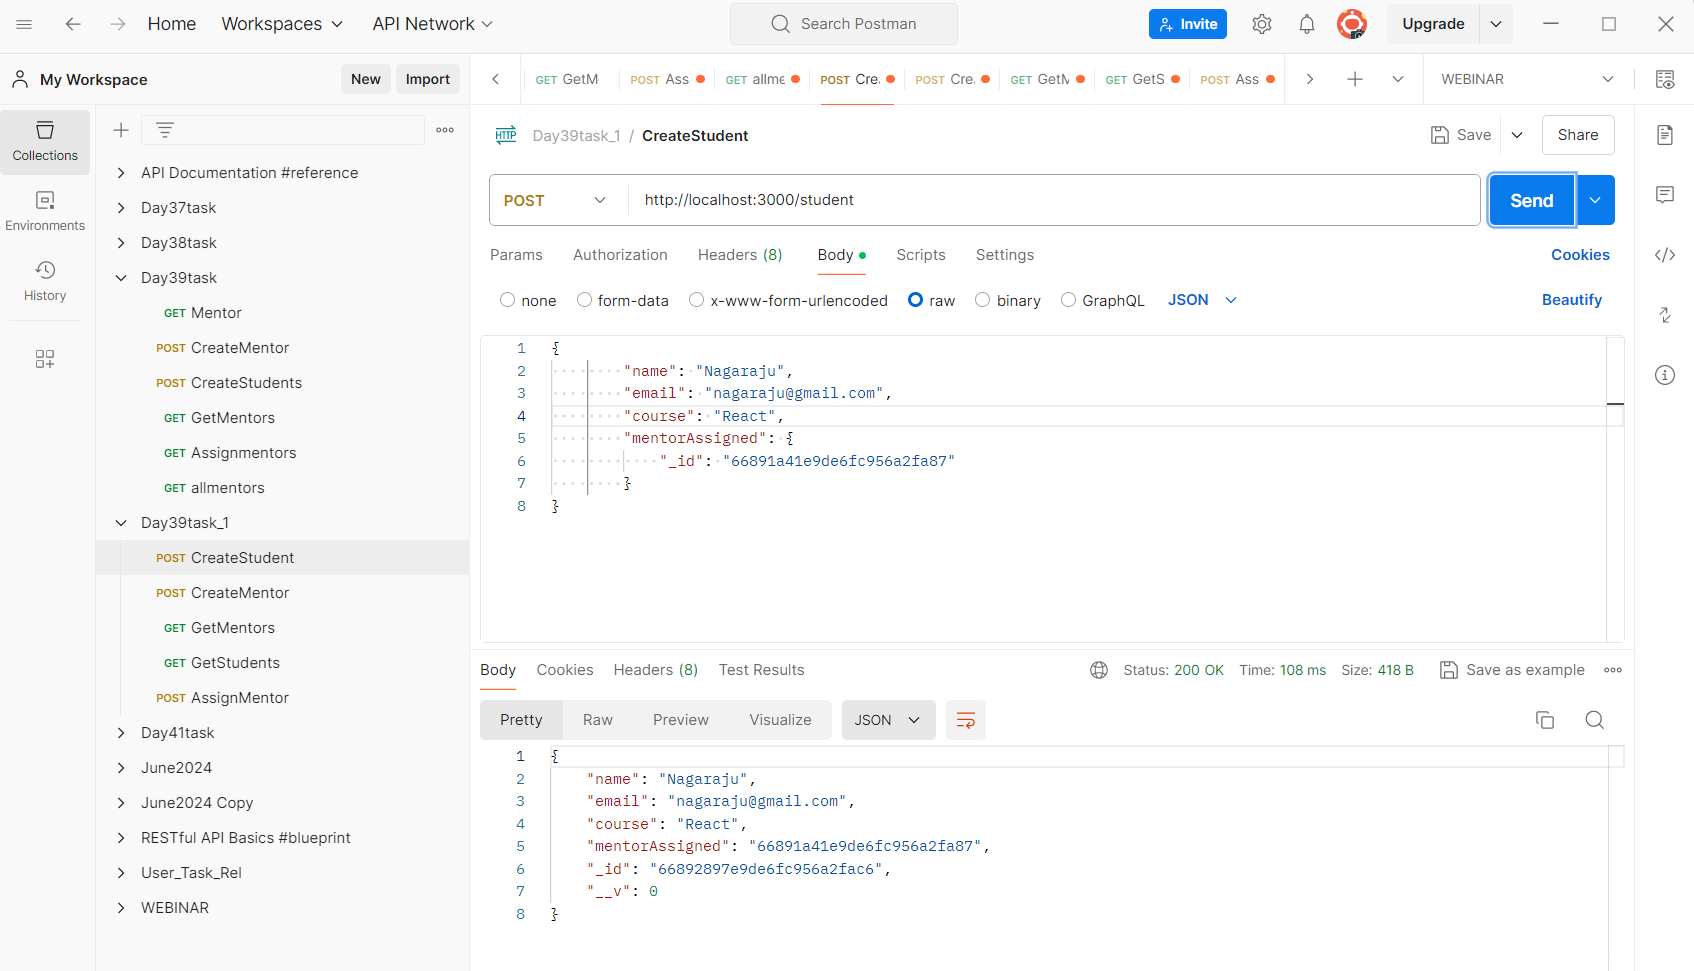 Home Workspaces API Network Search Postman Invite Upgrade
My Workspace New Import GET GetM POST Ass GET allme POST Cre POST Cre GET GetM GET GetS POST Ass WEBINAR
Collections
Environments
History
API Documentation #reference
Day37task
Day38task
Day39task
GET Mentor
POST CreateMentor
POST CreateStudents
GET GetMentors
GET Assignmentors
GET allmentors
Day39task_1
POST CreateStudent
POST CreateMentor
GET GetMentors
GET GetStudents
POST AssignMentor
Day41task
June2024
June2024 Copy
RESTful API Basics #blueprint
User_Task_Rel
WEBINAR
HTTP Day39task_1 / CreateStudent Save Share
POST http://localhost:3000/student Send
Params Authorization Headers (8) Body Scripts Settings Cookies
none form-data x-www-form-urlencoded raw binary GraphQL JSON Beautify
1 {
2 "name": "Nagaraju",
3 "email": "nagaraju@gmail.com",
4 "course": "React",
5 "mentorAssigned": {
6 "_id": "66891a41e9de6fc956a2fa87"
7 }
8 }
Body Cookies Headers (8) Test Results Status: 200 OK Time: 108 ms Size: 418 B Save as example
Pretty Raw Preview Visualize JSON
1 {
2 "name": "Nagaraju",
3 "email": "nagaraju@gmail.com",
4 "course": "React",
5 "mentorAssigned": "66891a41e9de6fc956a2fa87",
6 "_id": "66892897e9de6fc956a2fac6",
7 "__v": 0
8 }